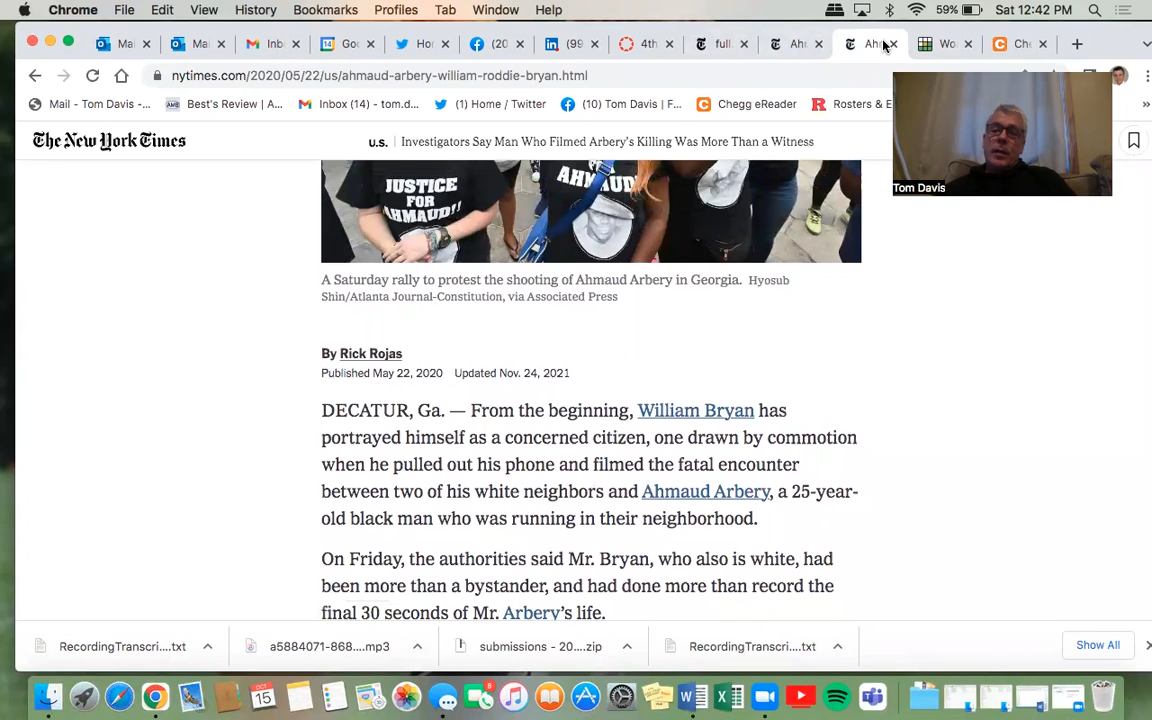 Chrome File Edit View History Bookmarks Profiles Tab Window Help 59% Sat 12:42 PM
Mai Mai Inb Goo Hor (20 (99 4th full. Ahm Ahm Wo Che
nytimes.com/2020/05/22/us/ahmaud-arbery-william-roddie-bryan.html
Mail - Tom Davis -... Best's Review | A... Inbox (14) - tom.d... (1) Home / Twitter (10) Tom Davis | F... Chegg eReader Rosters & E
The New York Times U.S. Investigators Say Man Who Filmed Arbery's Killing Was More Than a Witness
Tom Davis
JUSTICE
FOR
AHMAUD!!
AHMAUD
A Saturday rally to protest the shooting of Ahmaud Arbery in Georgia. Hyosub
Shin/Atlanta Journal-Constitution, via Associated Press
By Rick Rojas
Published May 22, 2020 Updated Nov. 24, 2021
DECATUR, Ga. — From the beginning, William Bryan has
portrayed himself as a concerned citizen, one drawn by commotion
when he pulled out his phone and filmed the fatal encounter
between two of his white neighbors and Ahmaud Arbery, a 25-year-
old black man who was running in their neighborhood.
On Friday, the authorities said Mr. Bryan, who also is white, had
been more than a bystander, and had done more than record the
final 30 seconds of Mr. Arbery's life.
RecordingTranscri....txt a5884071-868....mp3 submissions - 20....zip RecordingTranscri....txt Show All
OCT
15
8